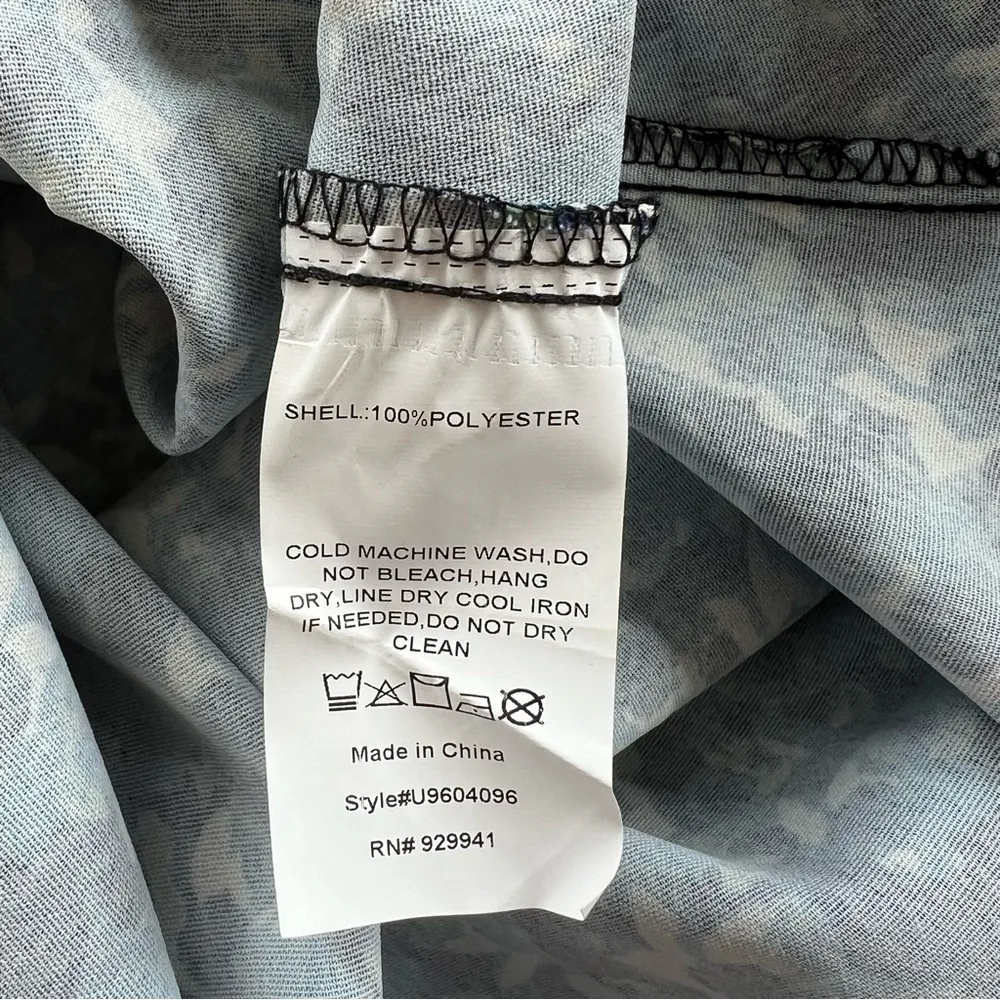 SHELL:100%POLYESTER
COLD MACHINE WASH,DO
NOT BLEACH,HANG
DRY,LINE DRY COOL IRON
IF NEEDED,DO NOT DRY
CLEAN
Made in China
Style#U9604096
RN# 929941